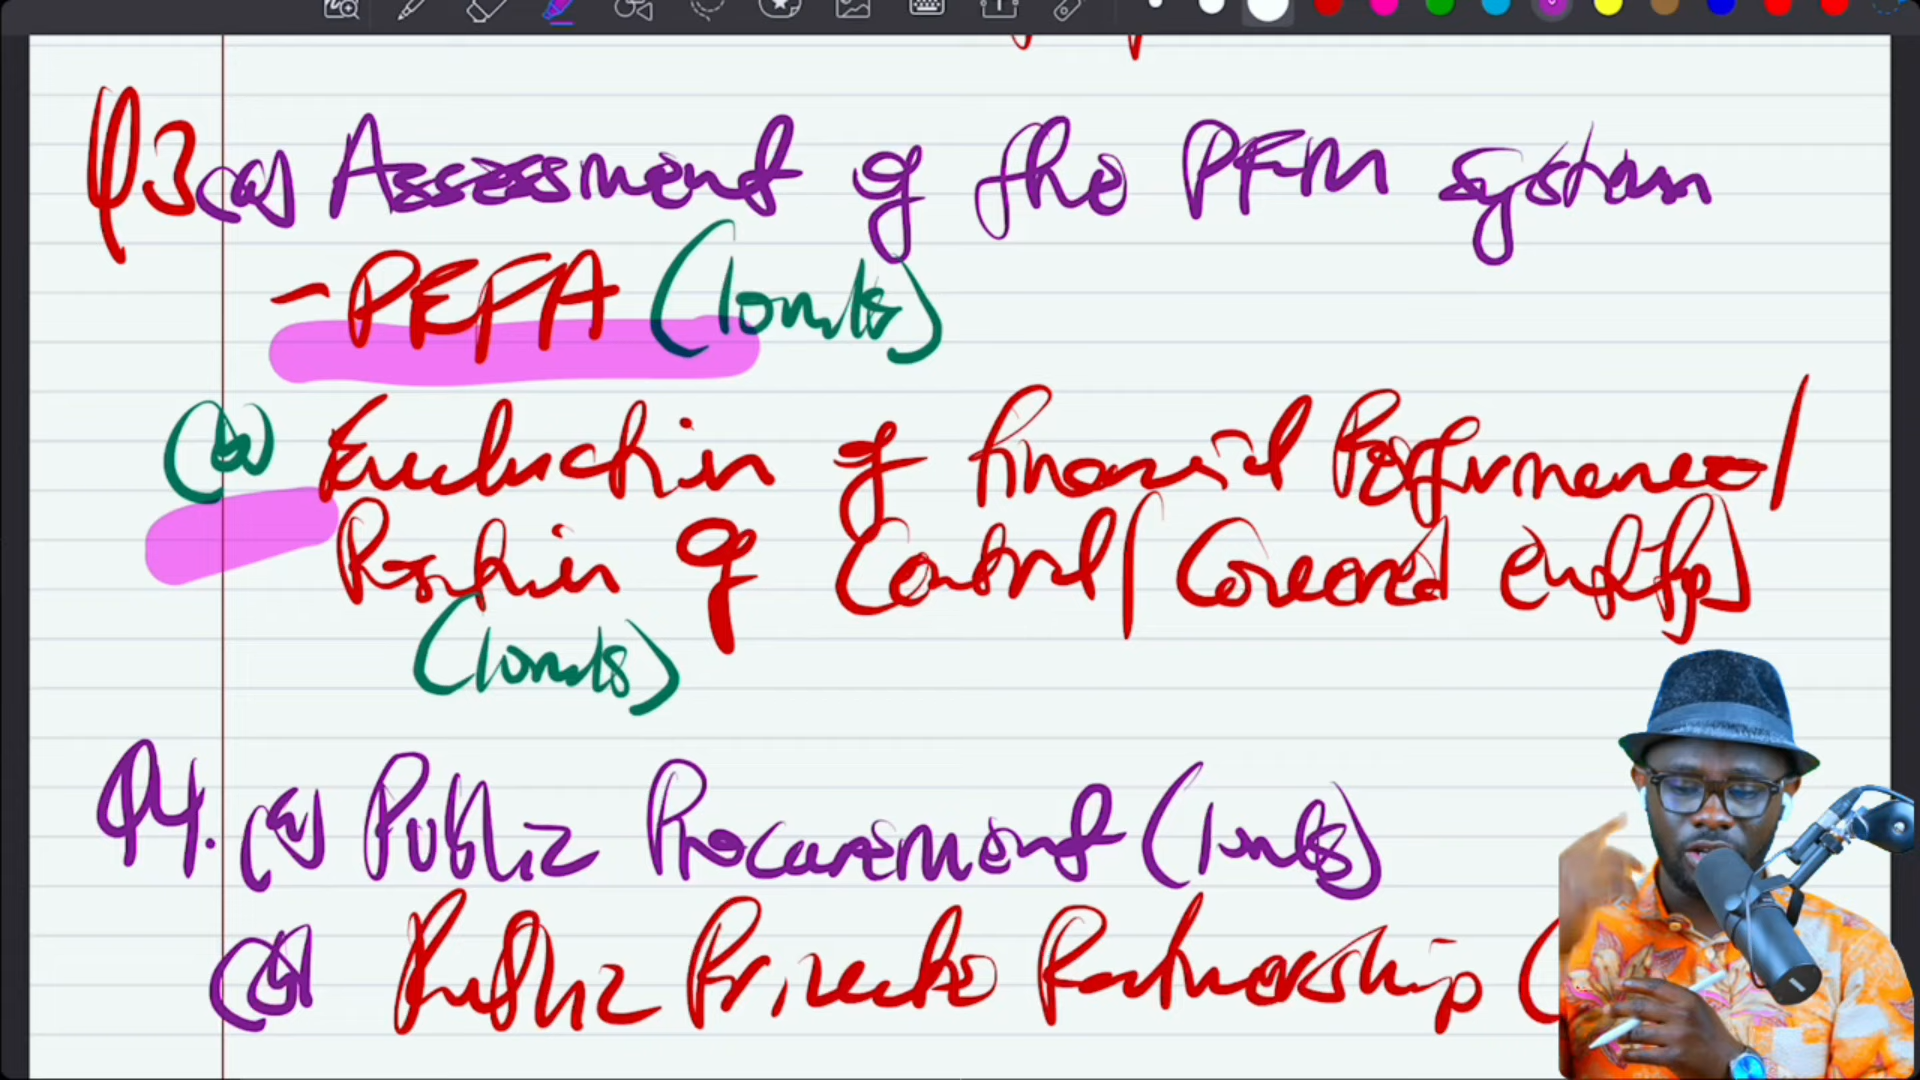 Q3 (a) Assessment of the PFM system
- PEFA (10mks)
(b) Evaluation of Financial Performance/
Position of Central/Covered entity)
(10mks)
Q4. (a) Public Procurement (10mks)
(b) Public Private Partnership (